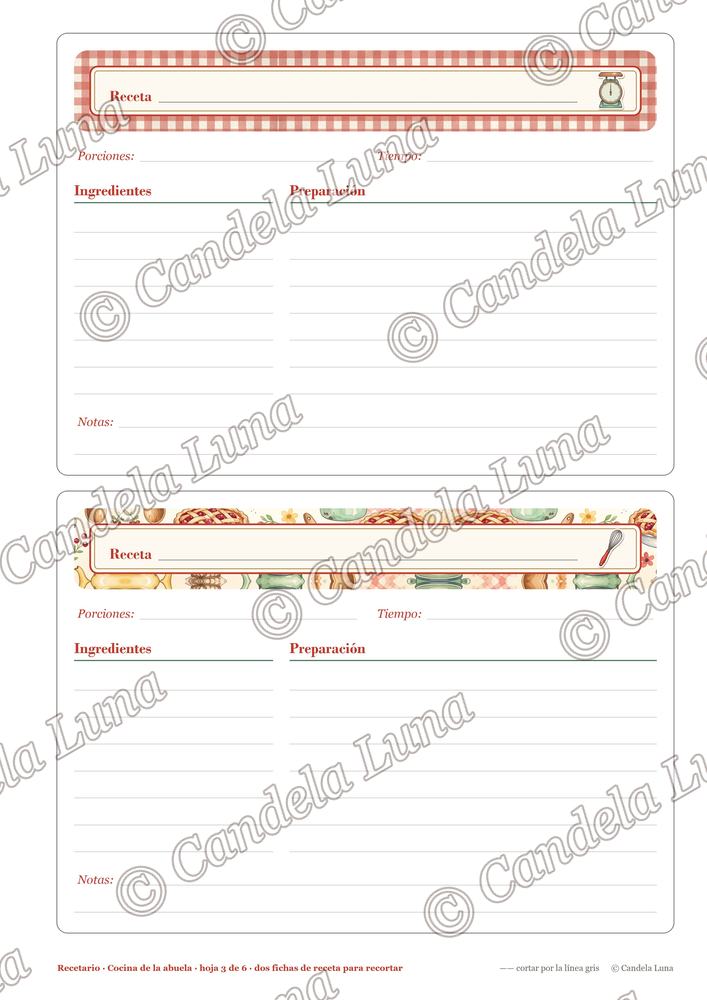 © Candela Luna
Receta
Porciones: Tiempo:
Ingredientes Preparación
Notas:
Receta
Porciones: Tiempo:
Ingredientes Preparación
Notas:
Recetario · Cocina de la abuela · hoja 3 de 6 · dos fichas de receta para recortar —— cortar por la línea gris © Candela Luna